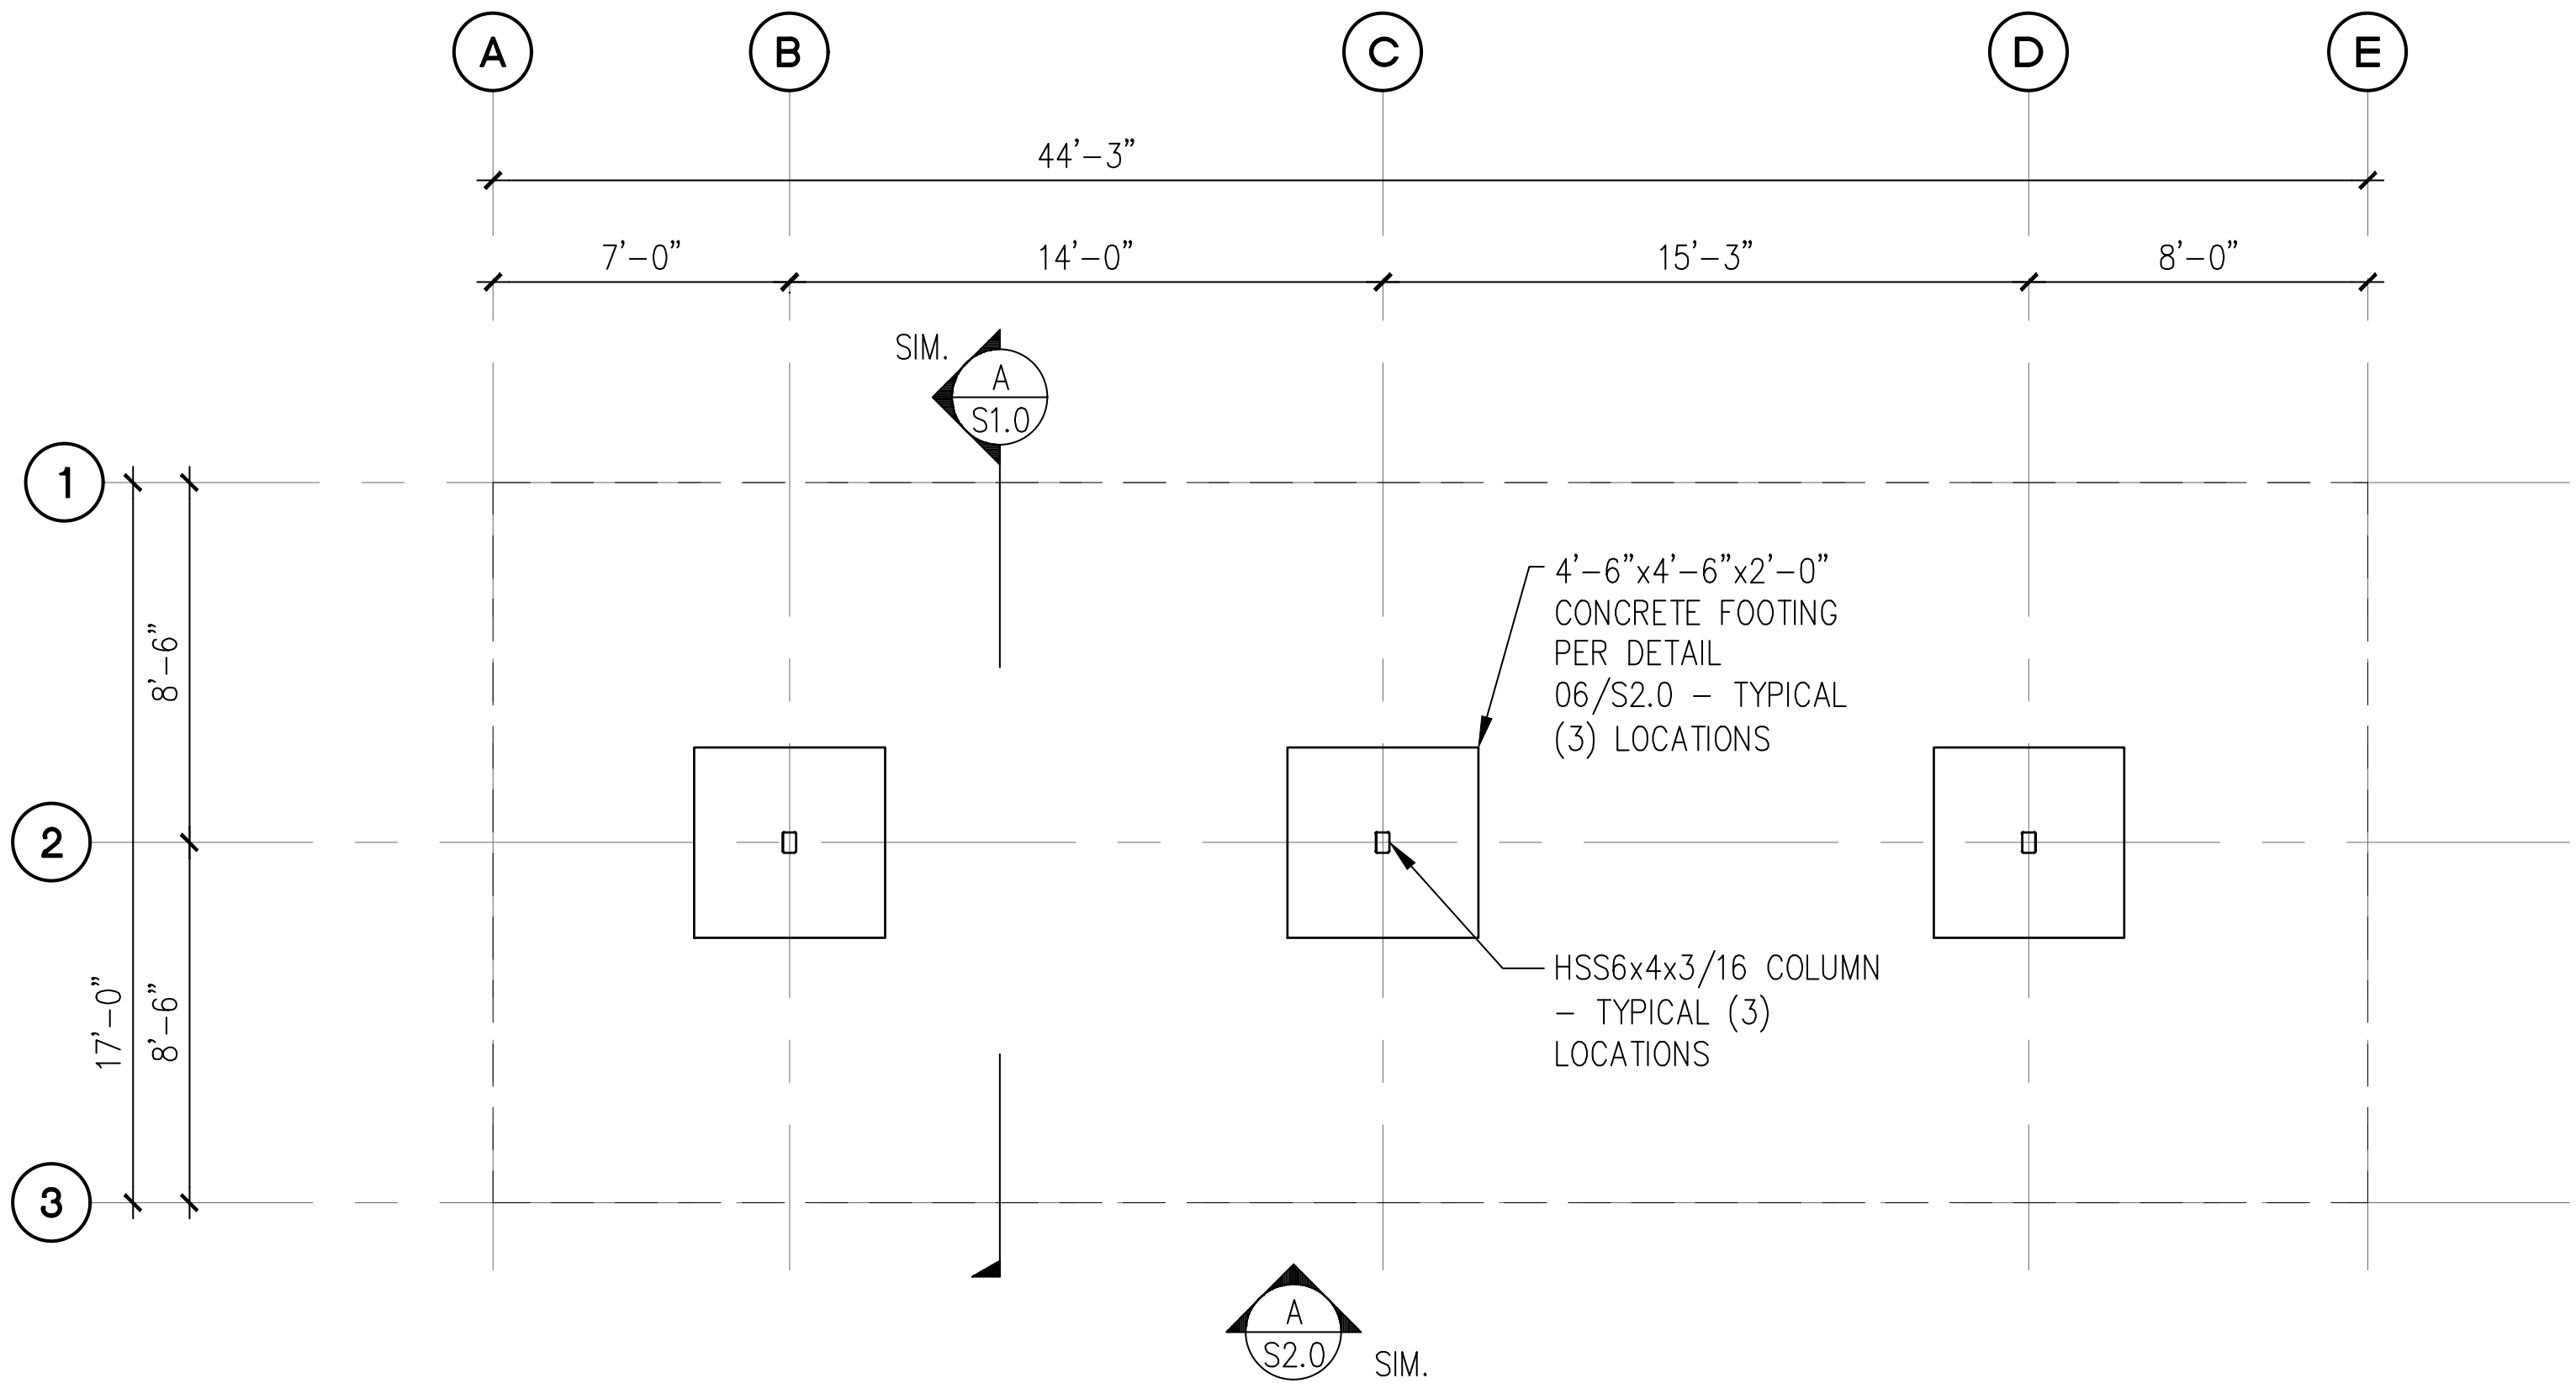 A
B
C
D
E
44'-3"
7'-0"
14'-0"
15'-3"
8'-0"
SIM.
A
S1.0
1
8'-6"
4'-6"x4'-6"x2'-0"
CONCRETE FOOTING
PER DETAIL
06/S2.0 - TYPICAL
(3) LOCATIONS
2
HSS6x4x3/16 COLUMN
- TYPICAL (3)
LOCATIONS
17'-0"
8'-6"
3
A
S2.0
SIM.